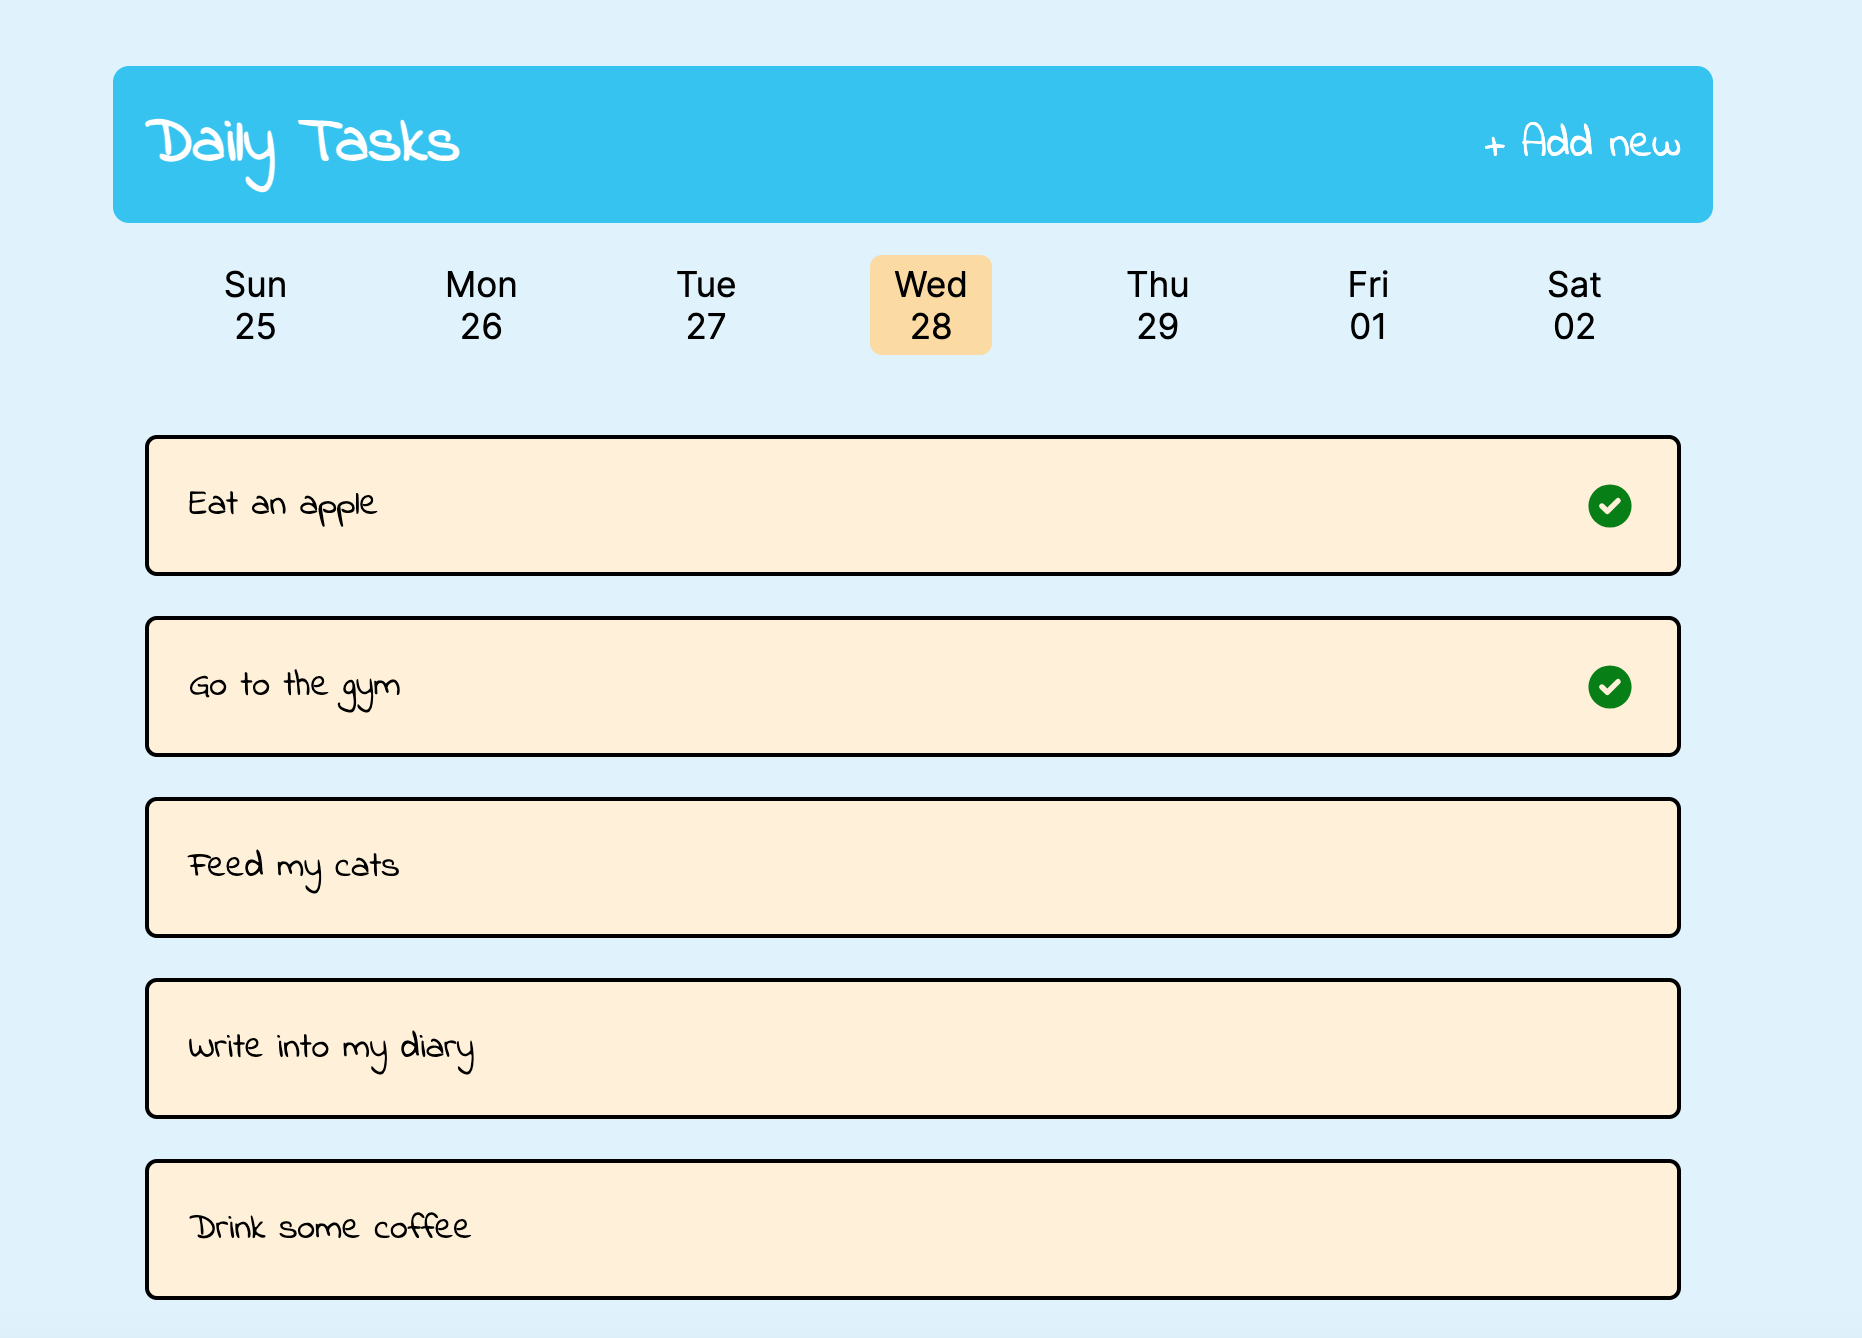 Daily Tasks
+ Add new
Sun Mon Tue Wed Thu Fri Sat
25 26 27 28 29 01 02
Eat an apple
Go to the gym
Feed my cats
Write into my diary
Drink some coffee